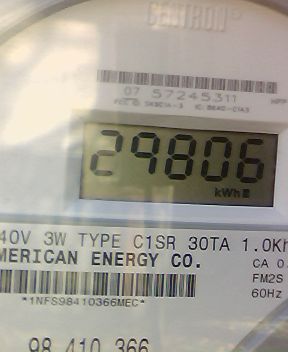 CENTRON®
07 57245311
29806
kWh
40V 3W TYPE C1SR 30TA 1.0Kh
MERICAN ENERGY CO.
CA 0.
FM2S
60Hz
*1NFS98410366MEC*
98 410 366